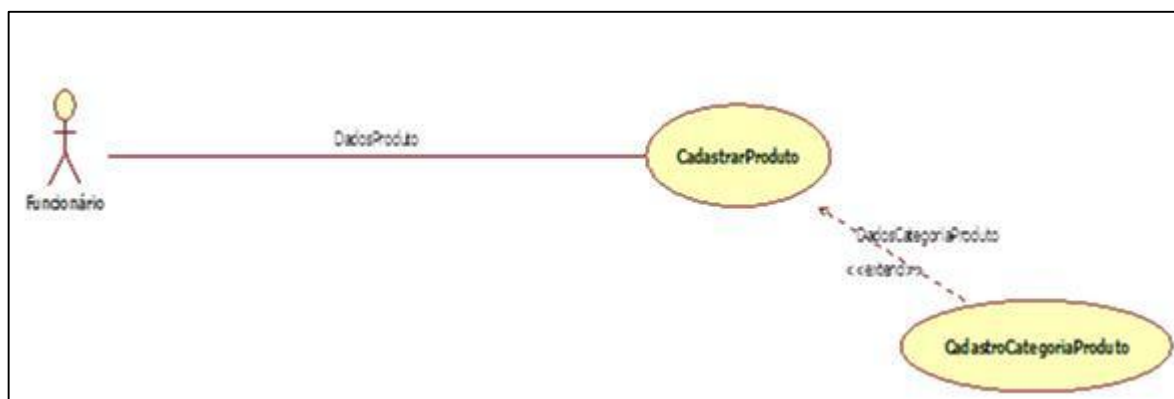 DadosProduto
CadastrarProduto
Funcionário
DadosCategoriaProduto
<<extend>>
CadastroCategoriaProduto